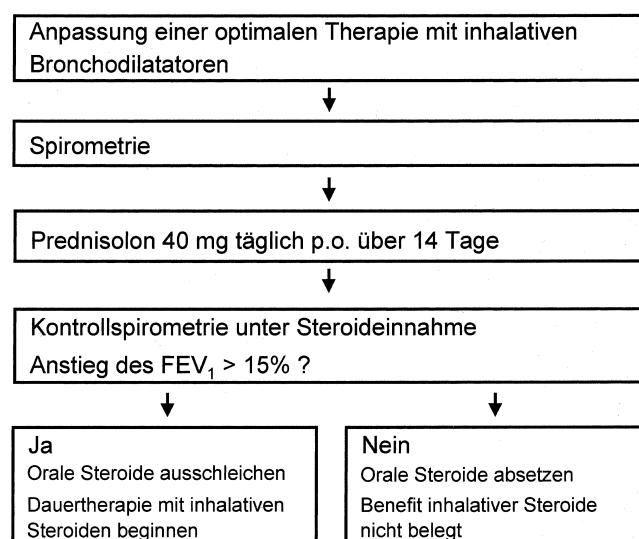 Anpassung einer optimalen Therapie mit inhalativen
Bronchodilatatoren
Spirometrie
Prednisolon 40 mg täglich p.o. über 14 Tage
Kontrollspirometrie unter Steroideinnahme
Anstieg des FEV₁ > 15% ?
Ja
Orale Steroide ausschleichen
Dauertherapie mit inhalativen
Steroiden beginnen
Nein
Orale Steroide absetzen
Benefit inhalativer Steroide
nicht belegt